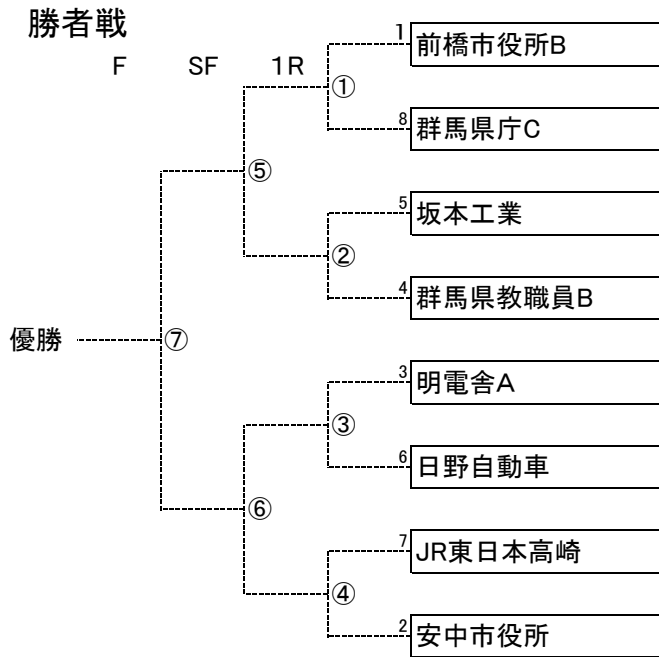 勝者戦
F SF 1R
1 前橋市役所B
①
8 群馬県庁C
⑤
5 坂本工業
②
4 群馬県教職員B
優勝 ⑦
3 明電舎A
③
6 日野自動車
⑥
7 JR東日本高崎
④
2 安中市役所